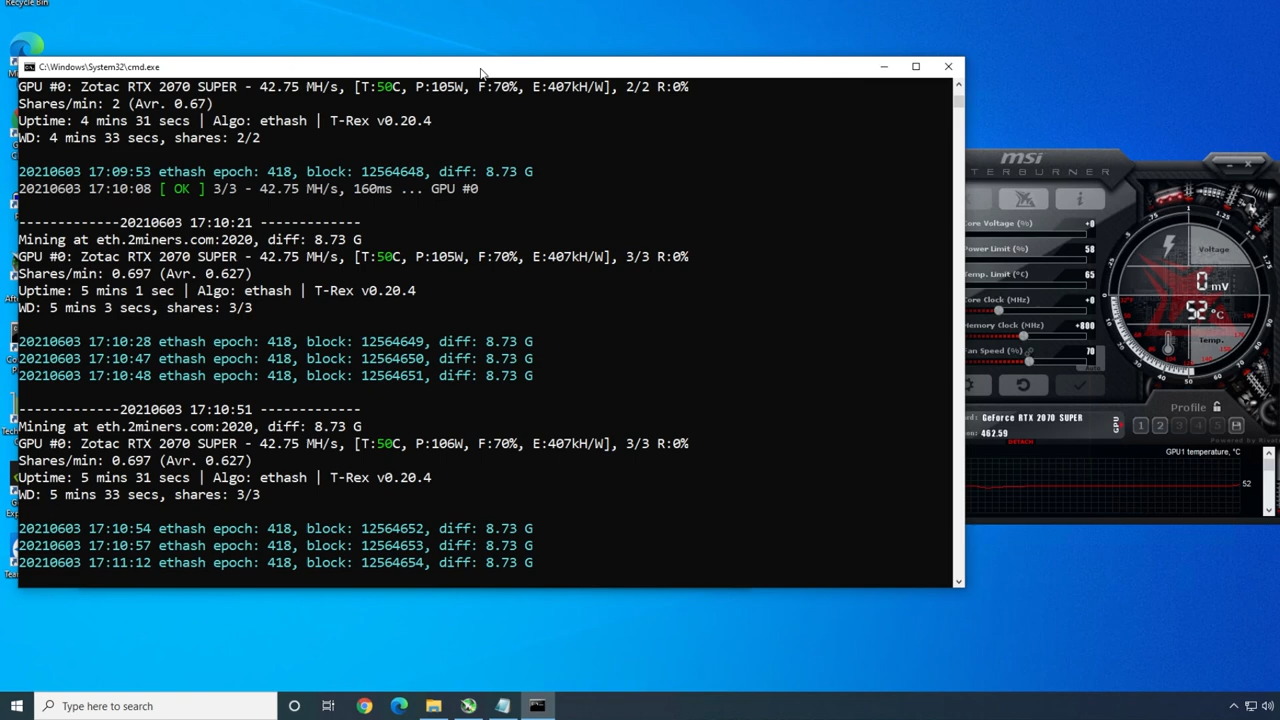 Recycle Bin
C:\Windows\System32\cmd.exe
GPU #0: Zotac RTX 2070 SUPER - 42.75 MH/s, [T:50C, P:105W, F:70%, E:407kH/W], 2/2 R:0%
Shares/min: 2 (Avr. 0.67)
Uptime: 4 mins 31 secs | Algo: ethash | T-Rex v0.20.4
WD: 4 mins 33 secs, shares: 2/2
20210603 17:09:53 ethash epoch: 418, block: 12564648, diff: 8.73 G
20210603 17:10:08 [ OK ] 3/3 - 42.75 MH/s, 160ms ... GPU #0
-------------20210603 17:10:21 -------------
Mining at eth.2miners.com:2020, diff: 8.73 G
GPU #0: Zotac RTX 2070 SUPER - 42.75 MH/s, [T:50C, P:105W, F:70%, E:407kH/W], 3/3 R:0%
Shares/min: 0.697 (Avr. 0.627)
Uptime: 5 mins 1 sec | Algo: ethash | T-Rex v0.20.4
WD: 5 mins 3 secs, shares: 3/3
20210603 17:10:28 ethash epoch: 418, block: 12564649, diff: 8.73 G
20210603 17:10:47 ethash epoch: 418, block: 12564650, diff: 8.73 G
20210603 17:10:48 ethash epoch: 418, block: 12564651, diff: 8.73 G
-------------20210603 17:10:51 -------------
Mining at eth.2miners.com:2020, diff: 8.73 G
GPU #0: Zotac RTX 2070 SUPER - 42.75 MH/s, [T:50C, P:106W, F:70%, E:407kH/W], 3/3 R:0%
Shares/min: 0.697 (Avr. 0.627)
Uptime: 5 mins 31 secs | Algo: ethash | T-Rex v0.20.4
WD: 5 mins 33 secs, shares: 3/3
20210603 17:10:54 ethash epoch: 418, block: 12564652, diff: 8.73 G
20210603 17:10:57 ethash epoch: 418, block: 12564653, diff: 8.73 G
20210603 17:11:12 ethash epoch: 418, block: 12564654, diff: 8.73 G
msi
TERBURNER
Core Voltage (%) +0
Power Limit (%) 58
Temp. Limit (°C) 65
Core Clock (MHz) +0
Memory Clock (MHz) +800
Fan Speed (%) 70
Auto
Voltage
0 mV
52 °C
Temp.
Profile
1 2 3 4 5
GeForce RTX 2070 SUPER
462.59
DETACH
GPU
GPU1 temperature, °C
52
Type here to search